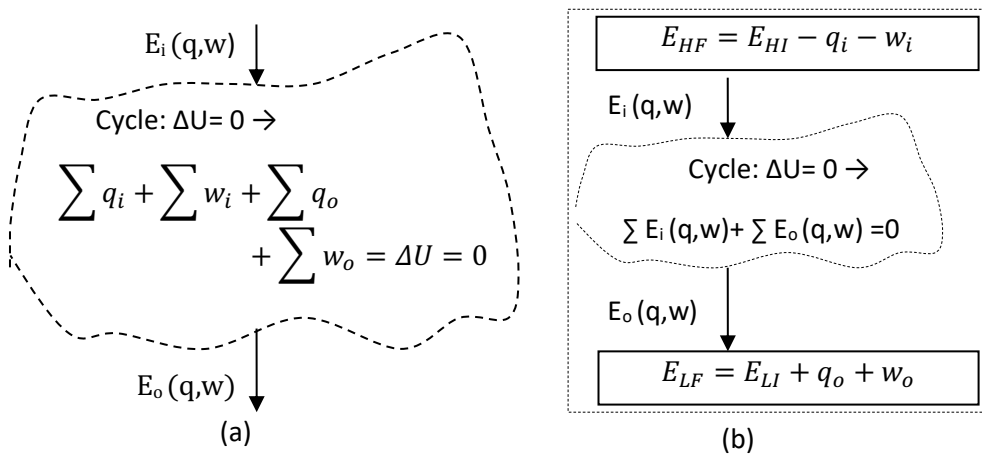 Eᵢ (q,w)
Cycle: ΔU= 0 →
∑ qᵢ + ∑ wᵢ + ∑ qₒ
+ ∑ wₒ = ΔU = 0
Eₒ (q,w)
(a)
E_HF = E_HI − qᵢ − wᵢ
Eᵢ (q,w)
Cycle: ΔU= 0 →
∑ Eᵢ (q,w)+ ∑ Eₒ (q,w) =0
Eₒ (q,w)
E_LF = E_LI + qₒ + wₒ
(b)